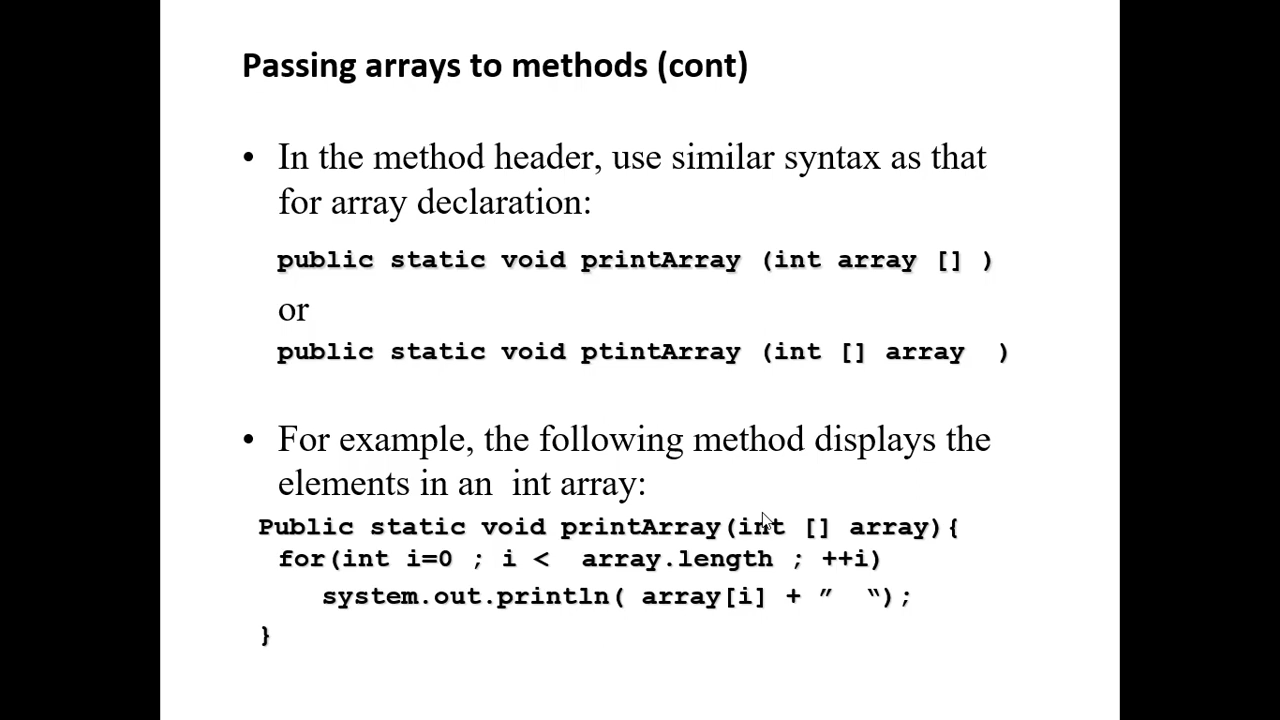 Passing arrays to methods (cont)
• In the method header, use similar syntax as that
for array declaration:
public static void printArray (int array [] )
or
public static void ptintArray (int [] array  )
• For example, the following method displays the
elements in an  int array:
Public static void printArray(int [] array){
for(int i=0 ; i <  array.length ; ++i)
system.out.println( array[i] + ”  “);
}